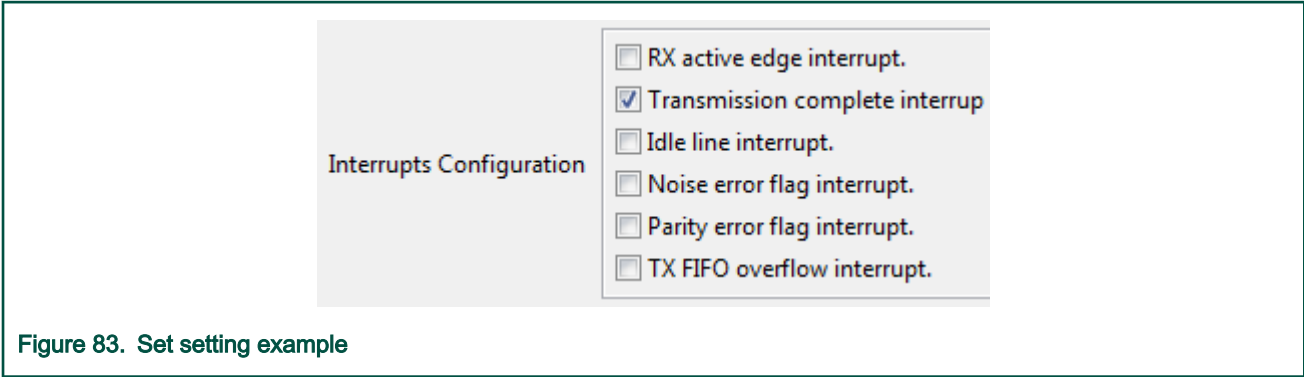 RX active edge interrupt.
Transmission complete interrup
Idle line interrupt.
Interrupts Configuration
Noise error flag interrupt.
Parity error flag interrupt.
TX FIFO overflow interrupt.
Figure 83. Set setting example